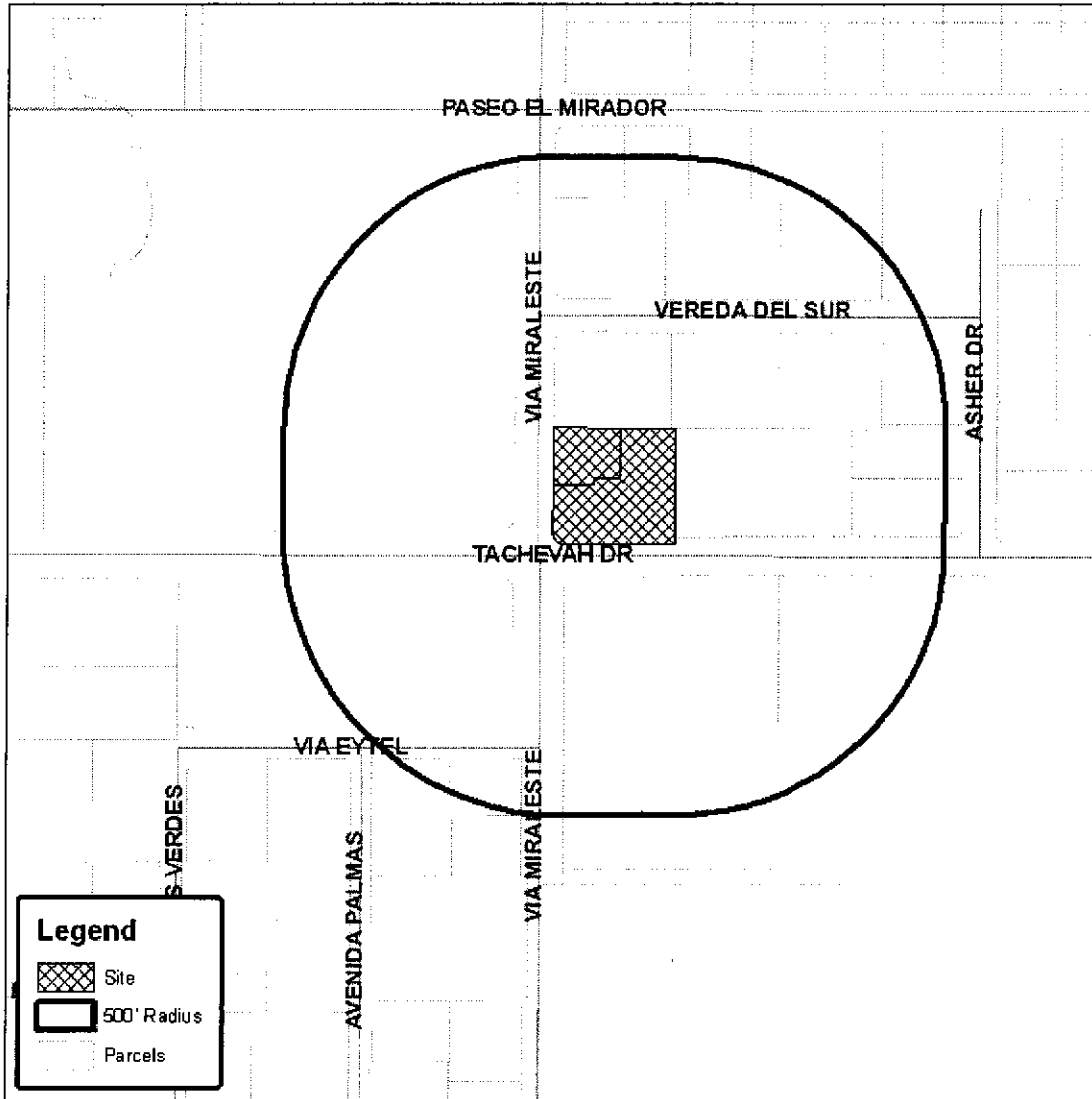 PASEO EL MIRADOR
VIA MIRALESTE
VEREDA DEL SUR
ASHER DR
TACHEVAH DR
VIA EYTEL
VIA MIRALESTE
S VERDES
AVENIDA PALMAS
Legend
Site
500' Radius
Parcels